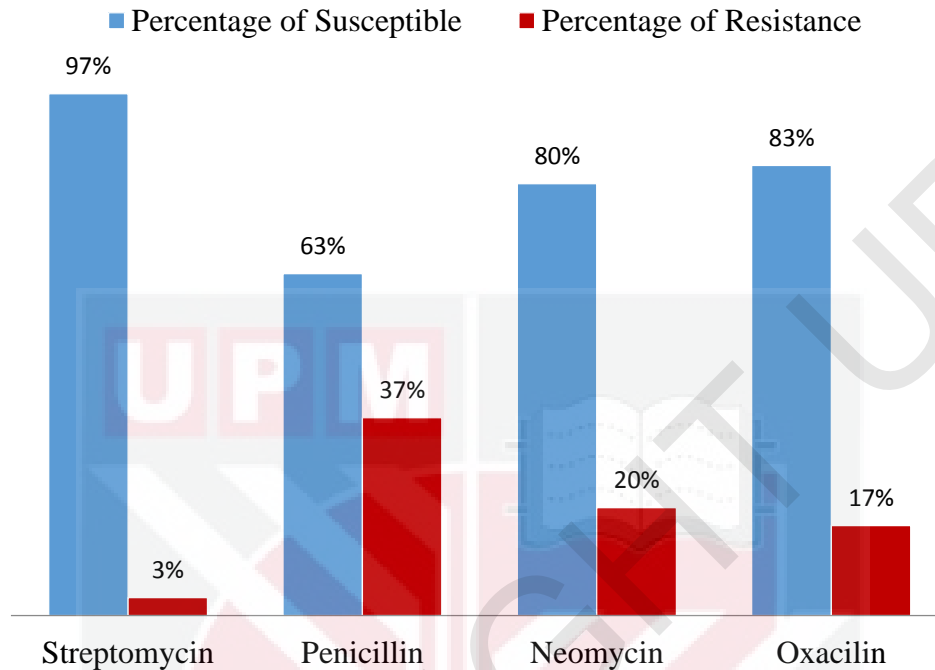 Percentage of Susceptible Percentage of Resistance
97%
83%
80%
63%
37%
20%
17%
3%
UPM
Streptomycin Penicillin Neomycin Oxacilin